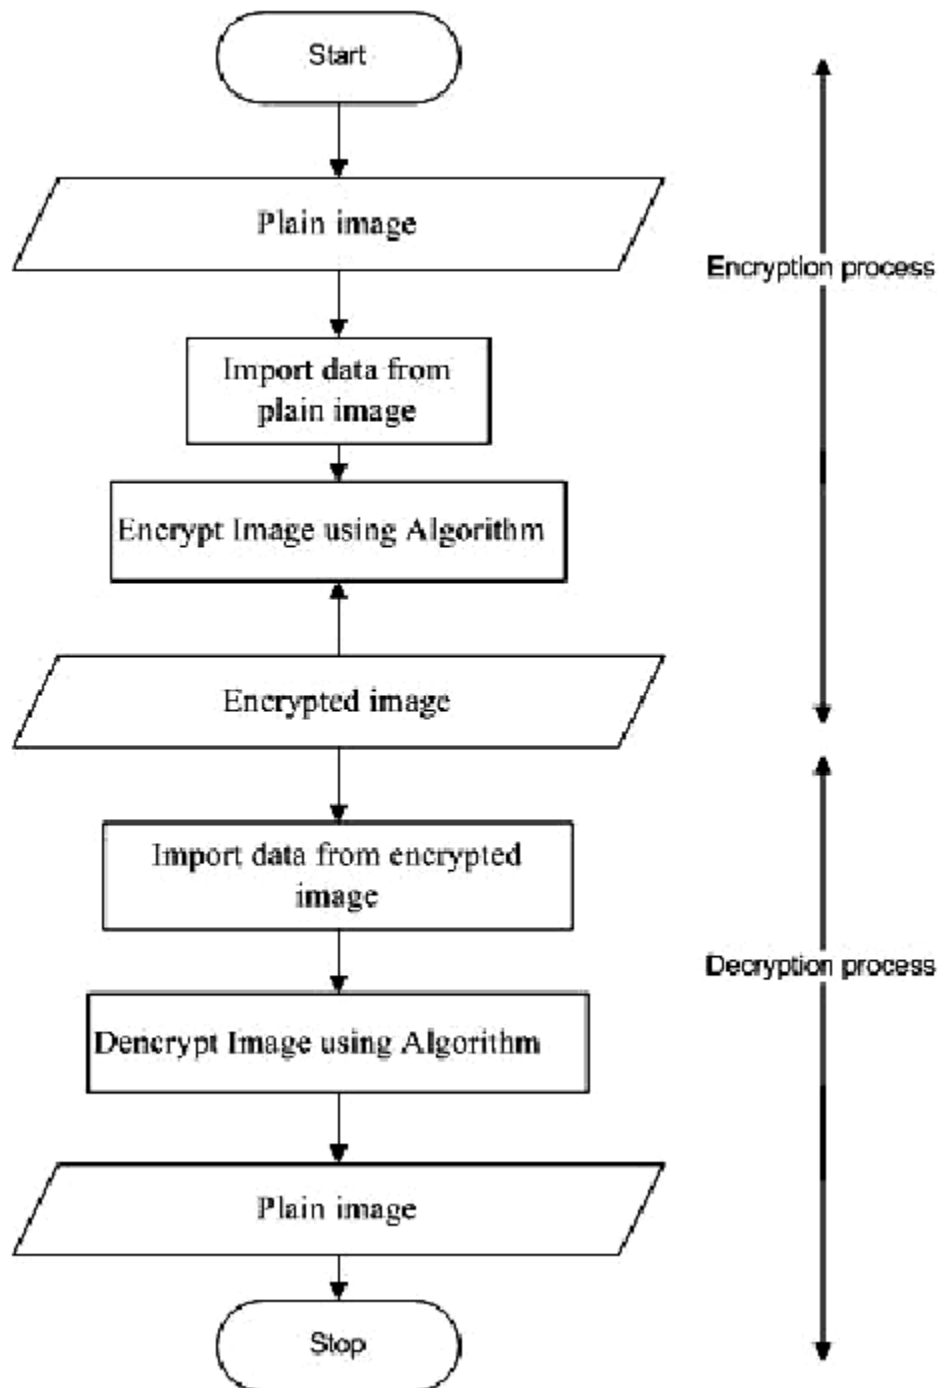 Start
Plain image
Encryption process
Import data from
plain image
Encrypt Image using Algorithm
Encrypted image
Import data from encrypted
image
Decryption process
Dencrypt Image using Algorithm
Plain image
Stop